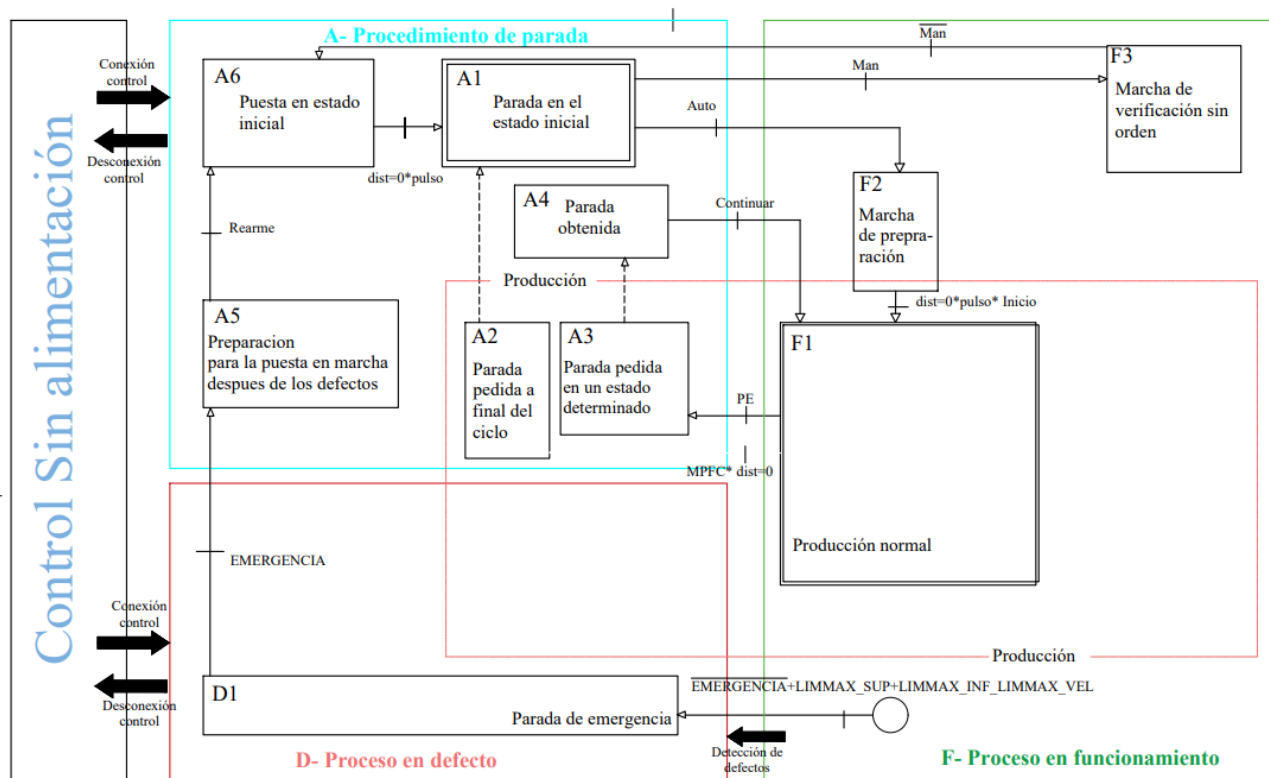 Control Sin alimentación
Conexión
control
Desconexión
control
A- Procedimiento de parada
A6
Puesta en estado
inicial
dist=0*pulso
A1
Parada en el
estado inicial
Man
Man
Auto
F3
Marcha de
verificación sin
orden
F2
Marcha
de prepra-
ración
A4
Parada
obtenida
Continuar
Rearme
Producción
dist=0*pulso* Inicio
A5
Preparacion
para la puesta en marcha
despues de los defectos
A2
Parada
pedida a
final del
ciclo
A3
Parada pedida
en un estado
determinado
F1
Producción normal
PE
MPFC* dist=0
EMERGENCIA
Conexión
control
Desconexión
control
Producción
D1
Parada de emergencia
EMERGENCIA+LIMMAX_SUP+LIMMAX_INF_LIMMAX_VEL
Detección de
defectos
D- Proceso en defecto
F- Proceso en funcionamiento